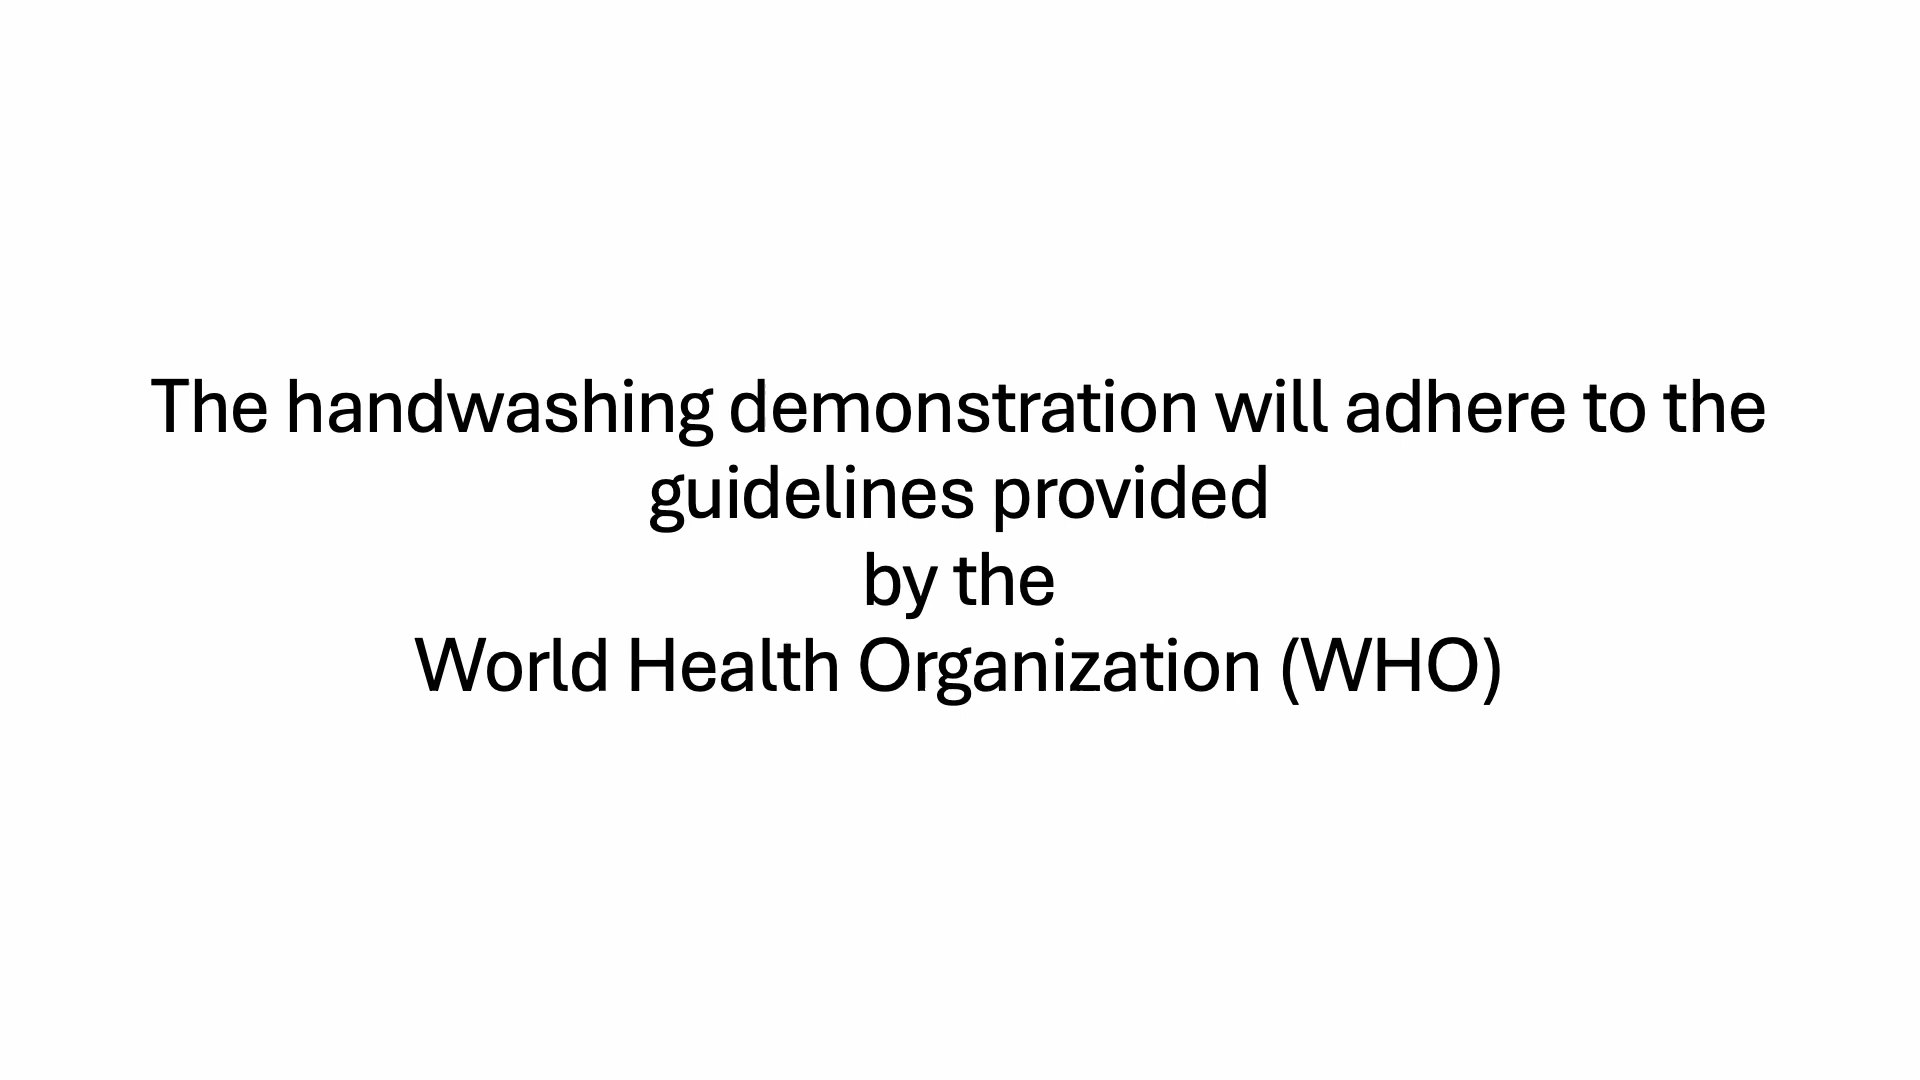 The handwashing demonstration will adhere to the
guidelines provided
by the
World Health Organization (WHO)